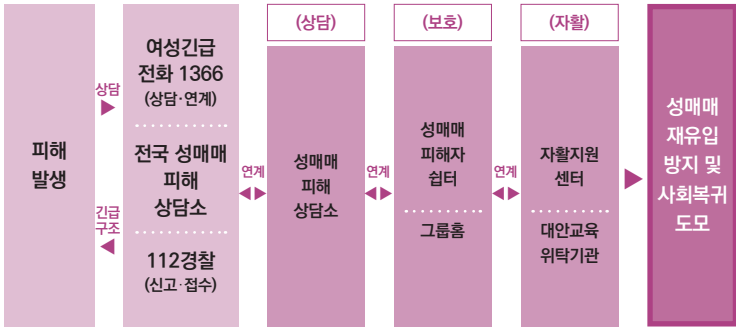 피해
발생
상담
긴급
구조
여성긴급
전화 1366
(상담·연계)
전국 성매매
피해
상담소
112경찰
(신고·접수)
연계
(상담)
성매매
피해
상담소
연계
(보호)
성매매
피해자
쉼터
그룹홈
연계
(자활)
자활지원
센터
대안교육
위탁기관
성매매
재유입
방지 및
사회복귀
도모